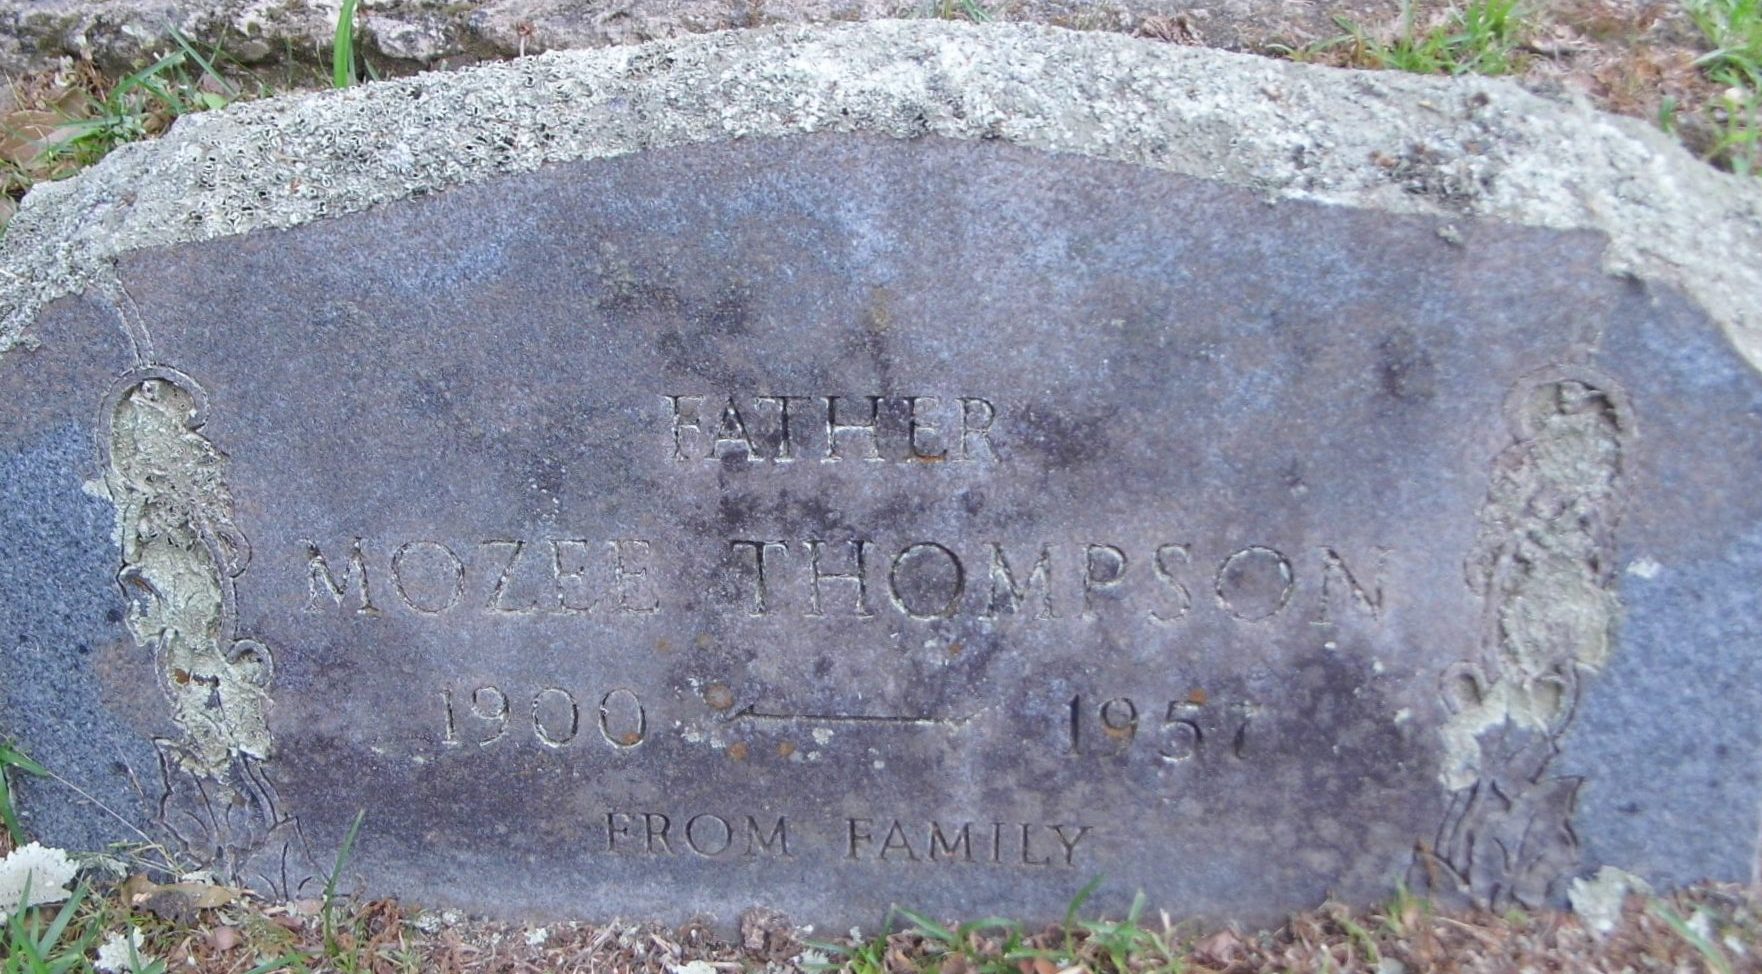 FATHER
MOZEE THOMPSON
1900 — 1957
FROM FAMILY